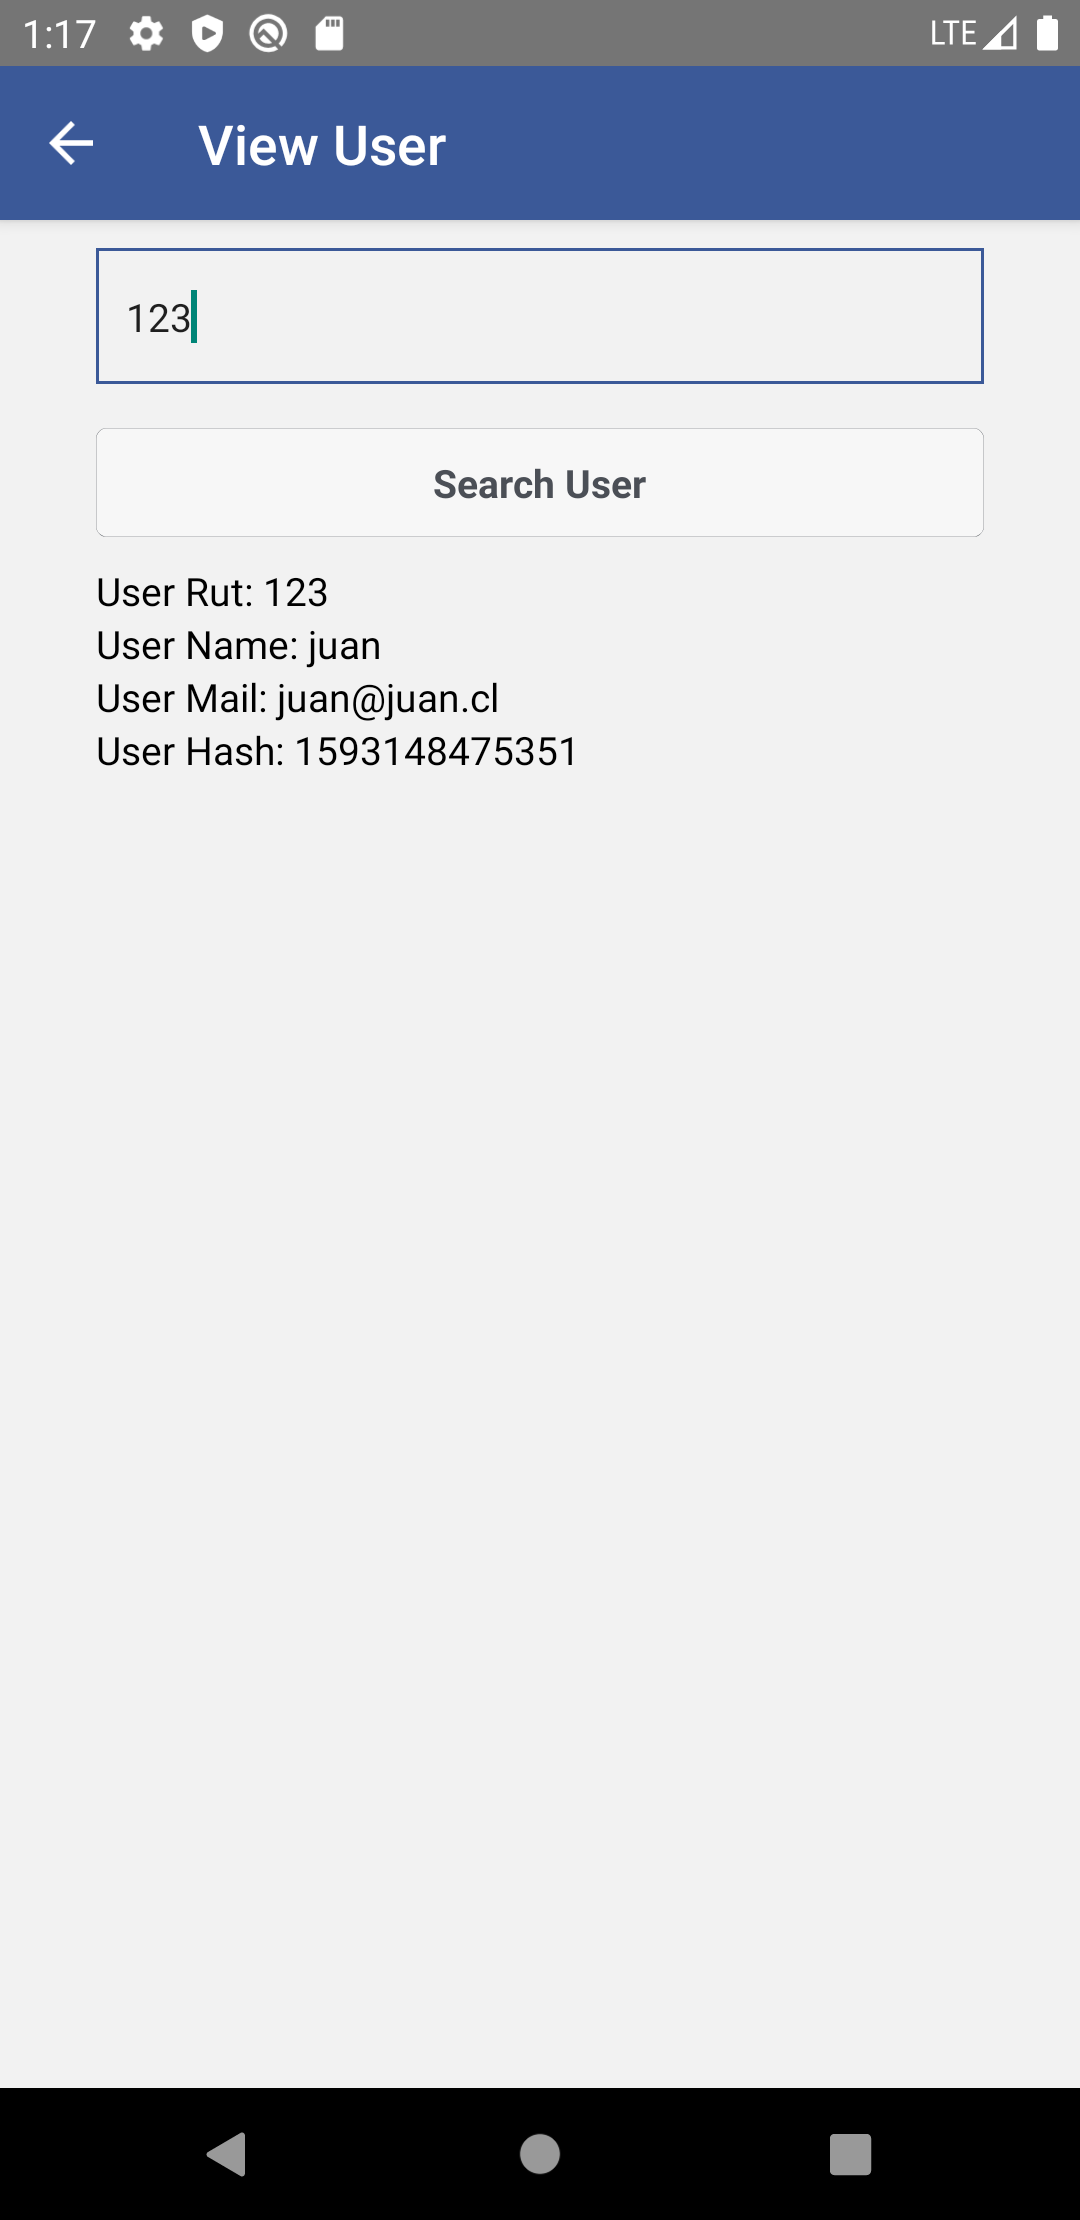 1:17 LTE
View User
123
Search User
User Rut: 123
User Name: juan
User Mail: juan@juan.cl
User Hash: 1593148475351